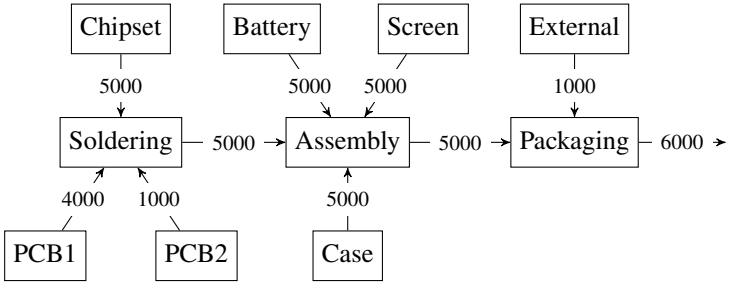 Chipset
Battery
Screen
External
5000
5000
5000
1000
Soldering
5000
Assembly
5000
Packaging
6000
4000
1000
5000
PCB1
PCB2
Case